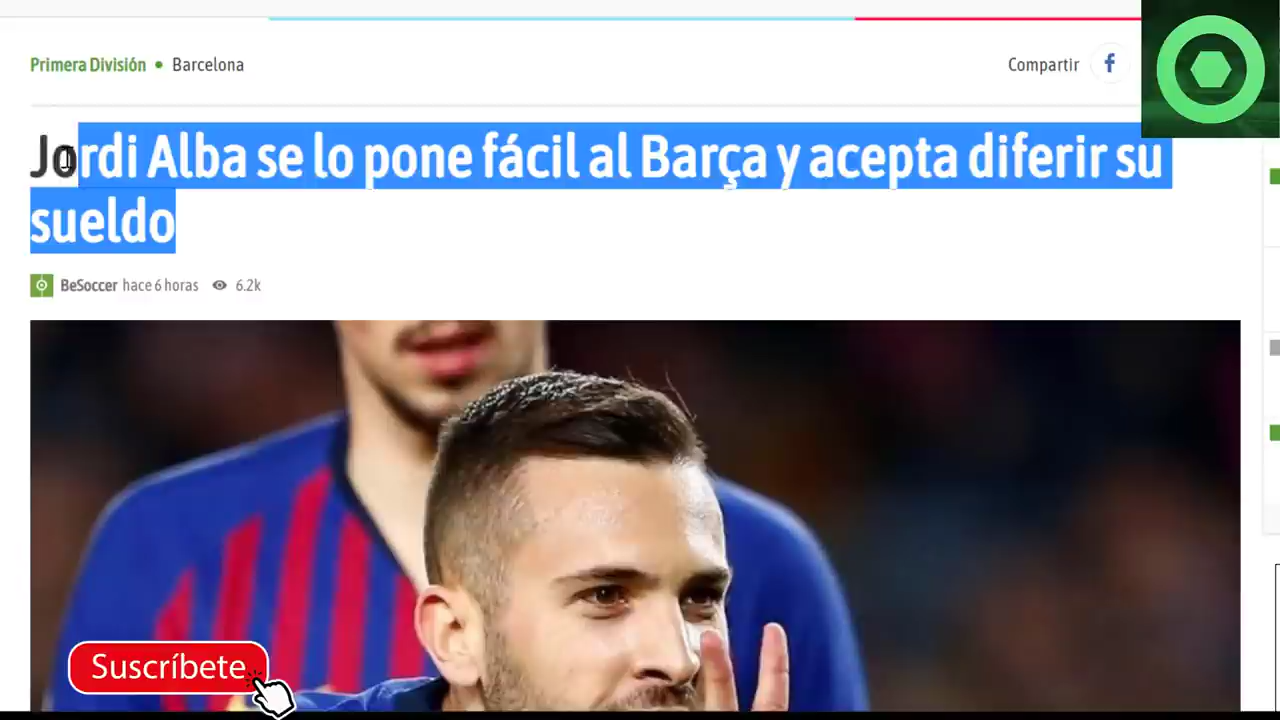 Primera División • Barcelona
Compartir
Jordi Alba se lo pone fácil al Barça y acepta diferir su
sueldo
BeSoccer hace 6 horas 6.2k
Suscríbete